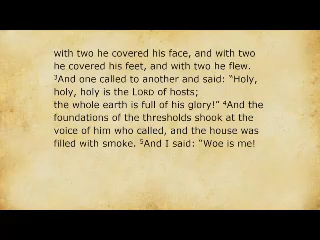 with two he covered his face, and with two
he covered his feet, and with two he flew.
³And one called to another and said: “Holy,
holy, holy is the LORD of hosts;
the whole earth is full of his glory!” ⁴And the
foundations of the thresholds shook at the
voice of him who called, and the house was
filled with smoke. ⁵And I said: “Woe is me!